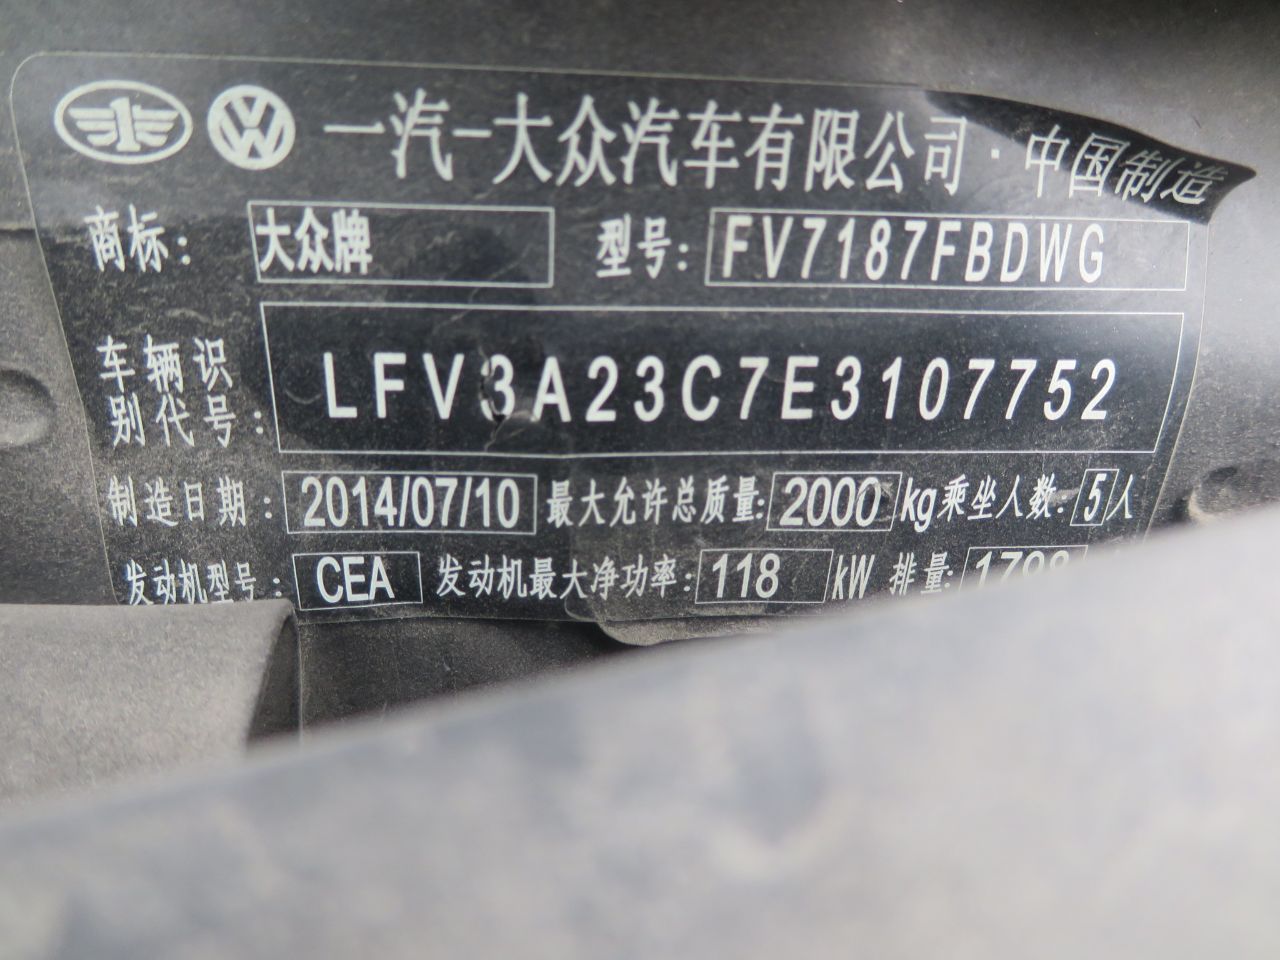 一汽-大众汽车有限公司·中国制造
商标: 大众牌 型号: FV7187FBDWG
车辆识别代号: LFV3A23C7E3107752
制造日期: 2014/07/10 最大允许总质量: 2000 kg 乘坐人数: 5 人
发动机型号: CEA 发动机最大净功率: 118 kW 排量: 1798